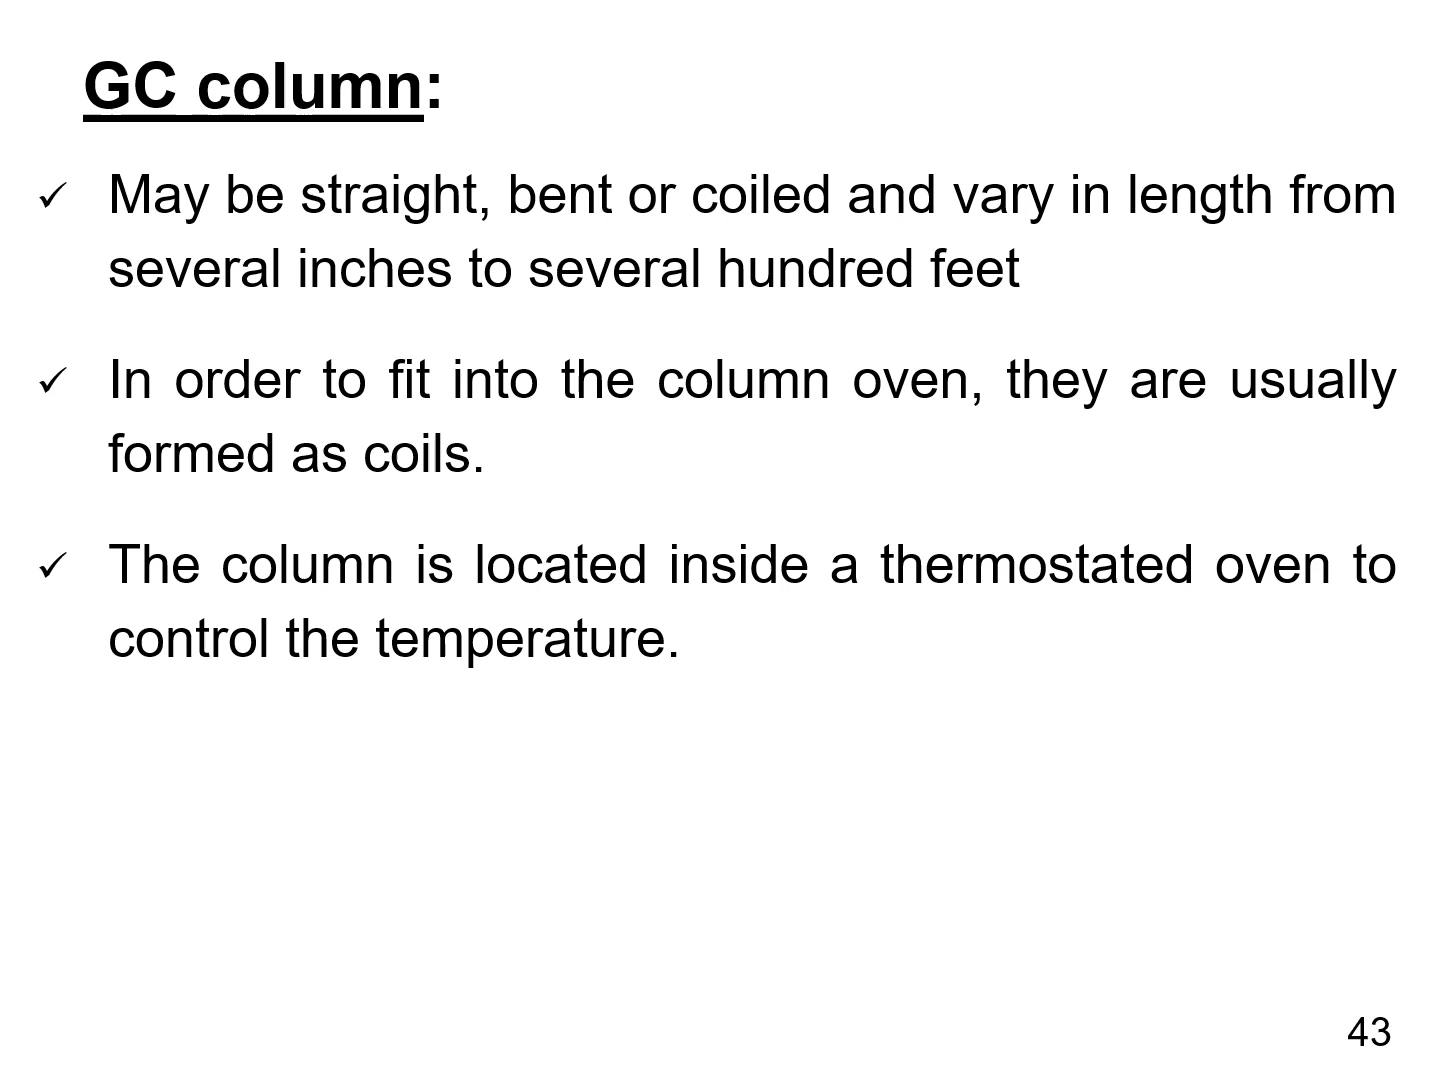 GC column:
✓ May be straight, bent or coiled and vary in length from
several inches to several hundred feet
✓ In order to fit into the column oven, they are usually
formed as coils.
✓ The column is located inside a thermostated oven to
control the temperature.
43